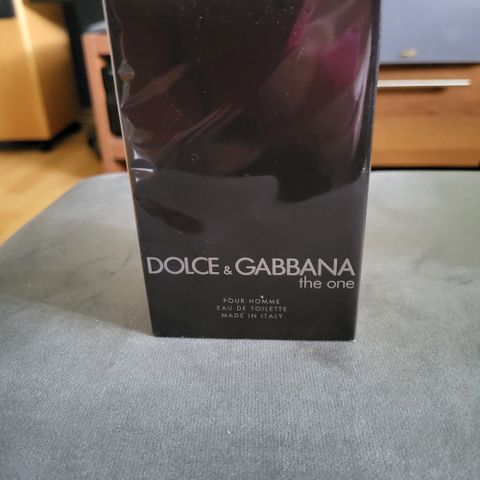 DOLCE & GABBANA
the one
POUR HOMME
EAU DE TOILETTE
MADE IN ITALY